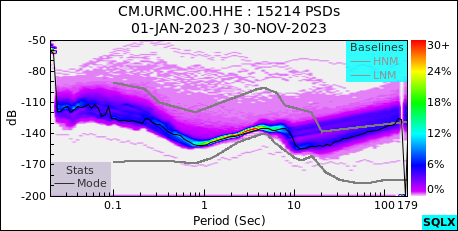 CM.URMC.00.HHE : 15214 PSDs
01-JAN-2023 / 30-NOV-2023
-50
-80
-110
-140
-170
-200
dB
Baselines
HNM
LNM
Stats
Mode
30+
24%
18%
12%
6%
0%
0.1
1
10
100
179
Period (Sec)
SQLX